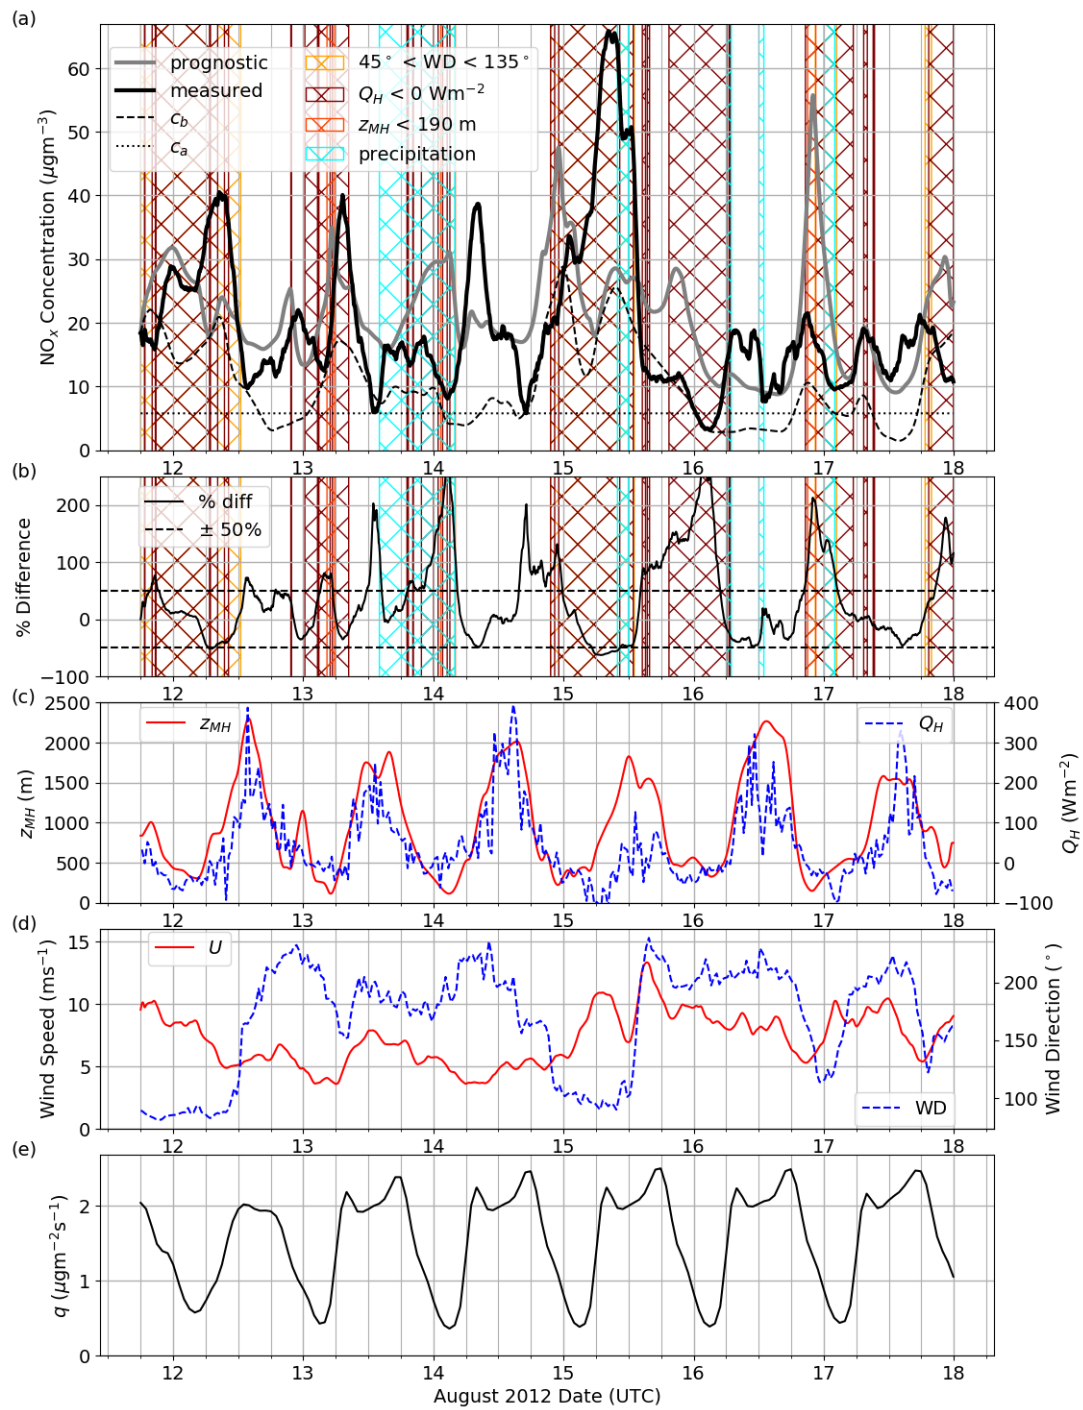 (a)
NOx Concentration (μgm⁻³)
60
50
40
30
20
10
0
prognostic
measured
c_b
c_a
45° < WD < 135°
Q_H < 0 Wm⁻²
z_MH < 190 m
precipitation
12 13 14 15 16 17 18
(b)
% Difference
200
100
0
−100
% diff
± 50%
12 13 14 15 16 17 18
(c)
z_MH (m)
2500
2000
1500
1000
500
0
z_MH
Q_H
400
300
200
100
0
−100
Q_H (Wm⁻²)
12 13 14 15 16 17 18
(d)
Wind Speed (ms⁻¹)
15
10
5
0
U
WD
200
150
100
Wind Direction (°)
12 13 14 15 16 17 18
(e)
q (μgm⁻²s⁻¹)
2
1
0
12 13 14 15 16 17 18
August 2012 Date (UTC)